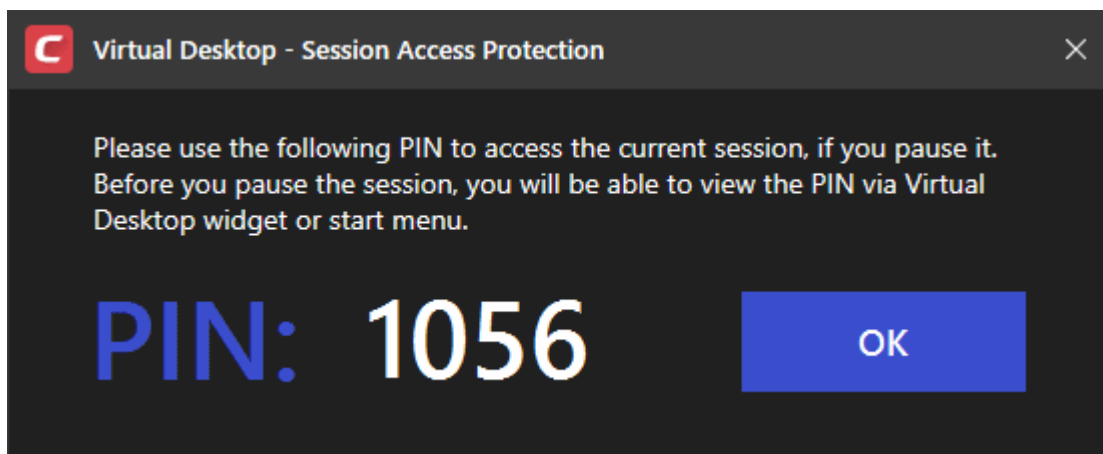 Virtual Desktop - Session Access Protection
Please use the following PIN to access the current session, if you pause it.
Before you pause the session, you will be able to view the PIN via Virtual
Desktop widget or start menu.
PIN: 1056
OK